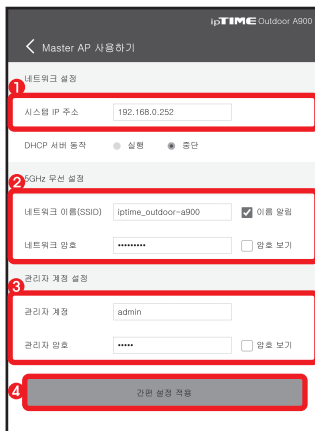 ipTIME Outdoor A900
Master AP 사용하기
네트워크 설정
1
시스템 IP 주소 192.168.0.252
DHCP 서버 동작 실행 중단
2
5GHz 무선 설정
네트워크 이름(SSID) iptime_outdoor-a900 이름 알림
네트워크 암호 ••••••••• 암호 보기
관리자 계정 설정
3
관리자 계정 admin
관리자 암호 ••••• 암호 보기
4 간편 설정 적용